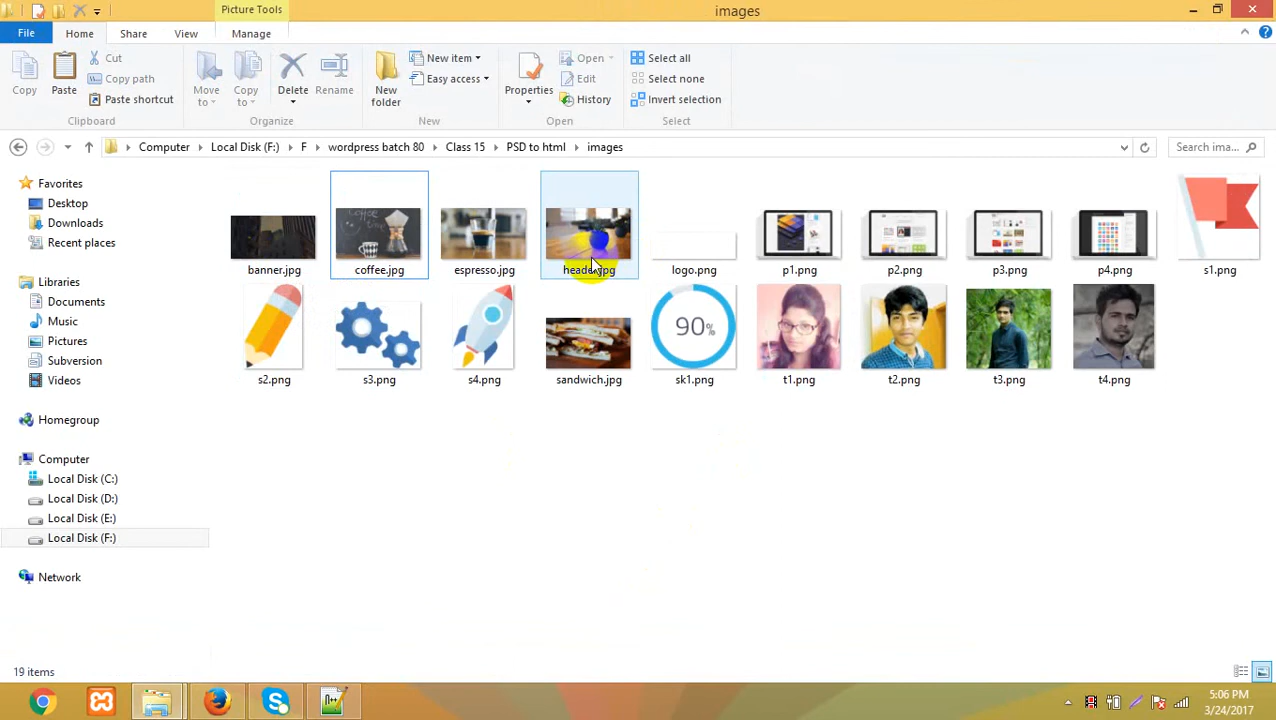 Picture Tools
images
File
Home
Share
View
Manage
Copy
Paste
Cut
Copy path
Paste shortcut
Clipboard
Move to
Copy to
Delete
Rename
Organize
New folder
New item
Easy access
New
Properties
Open
Edit
History
Open
Select all
Select none
Invert selection
Select
Computer
Local Disk (F:)
F
wordpress batch 80
Class 15
PSD to html
images
Search ima...
Favorites
Desktop
Downloads
Recent places
Libraries
Documents
Music
Pictures
Subversion
Videos
Homegroup
Computer
Local Disk (C:)
Local Disk (D:)
Local Disk (E:)
Local Disk (F:)
Network
banner.jpg
coffee.jpg
espresso.jpg
header.jpg
logo.png
p1.png
p2.png
p3.png
p4.png
s1.png
90%
s2.png
s3.png
s4.png
sandwich.jpg
sk1.png
t1.png
t2.png
t3.png
t4.png
19 items
5:06 PM
3/24/2017